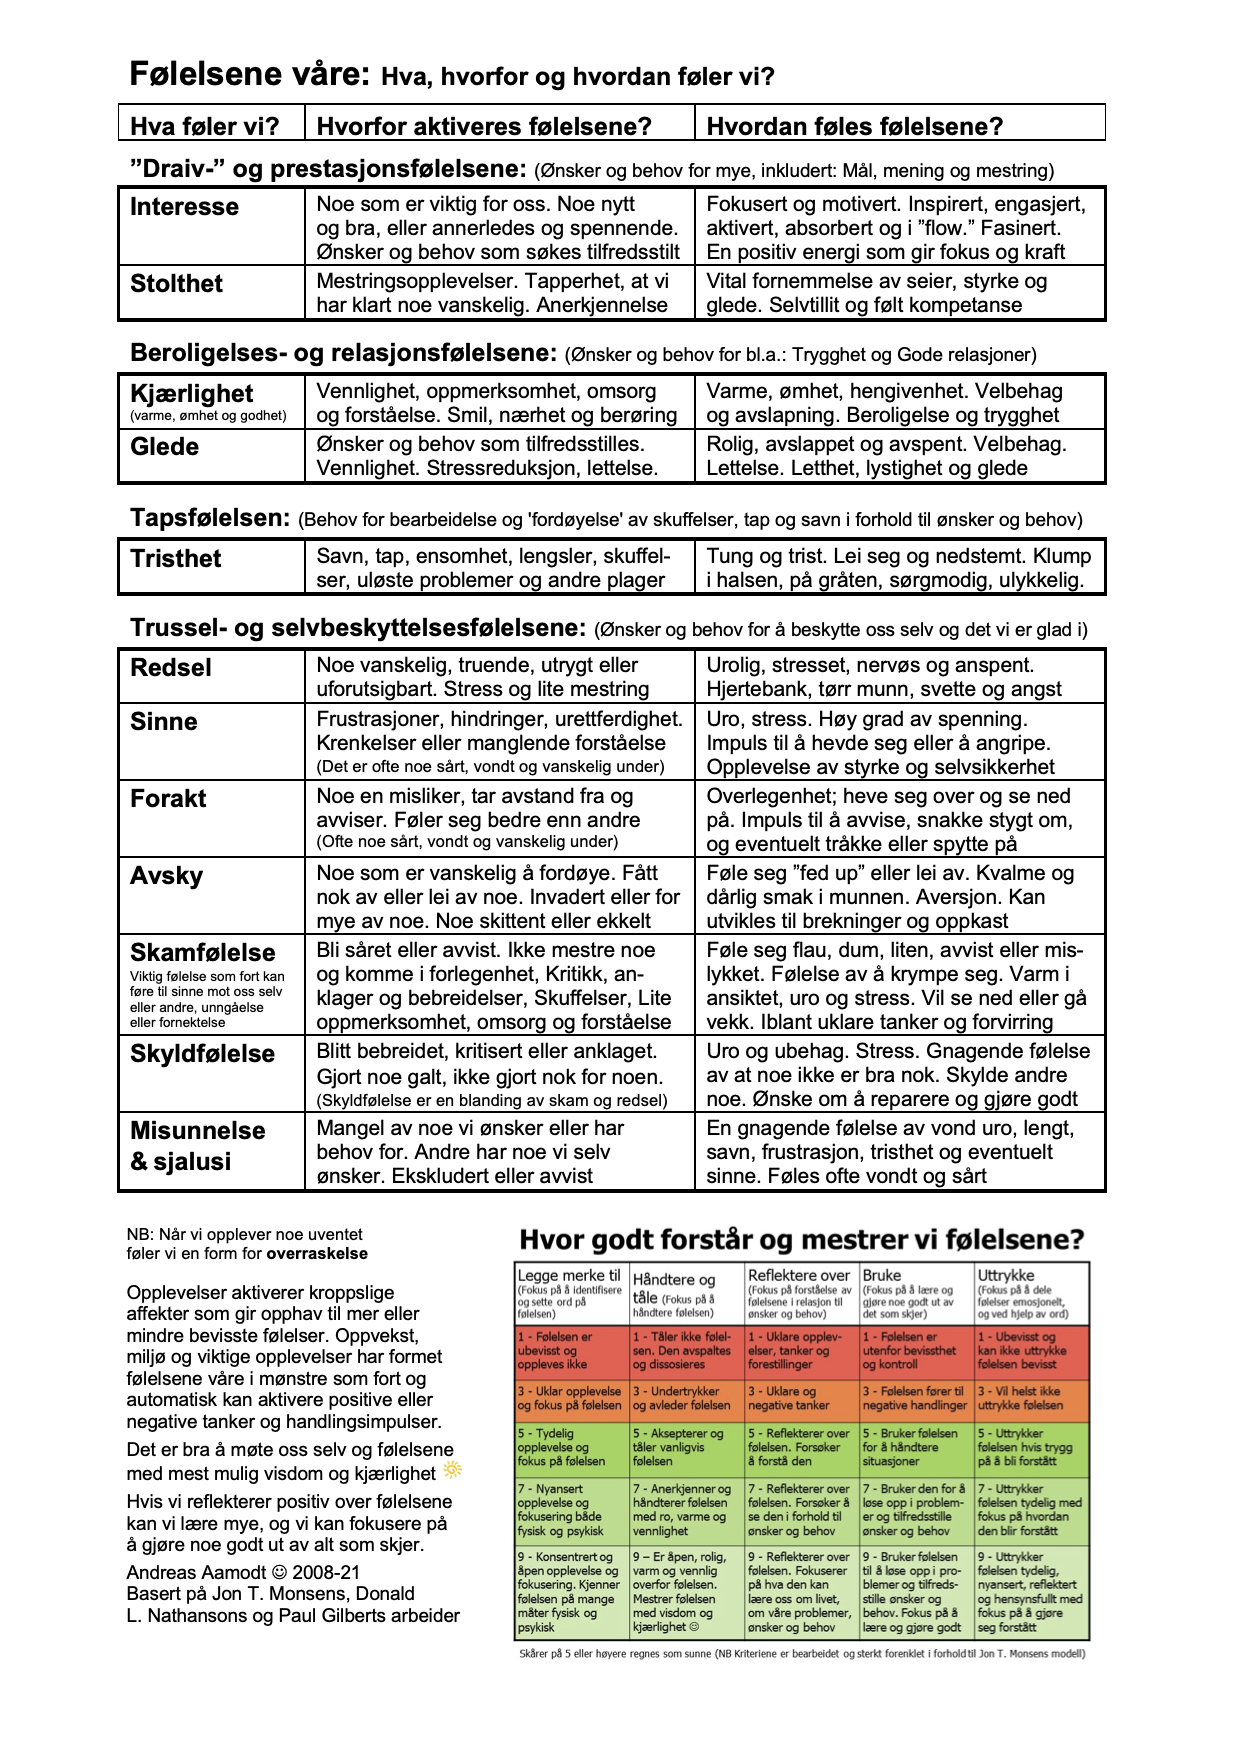 Følelsene våre: Hva, hvorfor og hvordan føler vi?
Hva føler vi? Hvorfor aktiveres følelsene? Hvordan føles følelsene?
”Draiv-” og prestasjonsfølelsene: (Ønsker og behov for mye, inkludert: Mål, mening og mestring)
Interesse
Noe som er viktig for oss. Noe nytt
og bra, eller annerledes og spennende.
Ønsker og behov som søkes tilfredsstilt
Fokusert og motivert. Inspirert, engasjert,
aktivert, absorbert og i ”flow.” Fasinert.
En positiv energi som gir fokus og kraft
Stolthet
Mestringsopplevelser. Tapperhet, at vi
har klart noe vanskelig. Anerkjennelse
Vital fornemmelse av seier, styrke og
glede. Selvtillit og følt kompetanse
Beroligelses- og relasjonsfølelsene: (Ønsker og behov for bl.a.: Trygghet og Gode relasjoner)
Kjærlighet
(varme, ømhet og godhet)
Vennlighet, oppmerksomhet, omsorg
og forståelse. Smil, nærhet og berøring
Varme, ømhet, hengivenhet. Velbehag
og avslapning. Beroligelse og trygghet
Glede
Ønsker og behov som tilfredsstilles.
Vennlighet. Stressreduksjon, lettelse.
Rolig, avslappet og avspent. Velbehag.
Lettelse. Letthet, lystighet og glede
Tapsfølelsen: (Behov for bearbeidelse og 'fordøyelse' av skuffelser, tap og savn i forhold til ønsker og behov)
Tristhet
Savn, tap, ensomhet, lengsler, skuffel-
ser, uløste problemer og andre plager
Tung og trist. Lei seg og nedstemt. Klump
i halsen, på gråten, sørgmodig, ulykkelig.
Trussel- og selvbeskyttelsesfølelsene: (Ønsker og behov for å beskytte oss selv og det vi er glad i)
Redsel
Noe vanskelig, truende, utrygt eller
uforutsigbart. Stress og lite mestring
Urolig, stresset, nervøs og anspent.
Hjertebank, tørr munn, svette og angst
Sinne
Frustrasjoner, hindringer, urettferdighet.
Krenkelser eller manglende forståelse
(Det er ofte noe sårt, vondt og vanskelig under)
Uro, stress. Høy grad av spenning.
Impuls til å hevde seg eller å angripe.
Opplevelse av styrke og selvsikkerhet
Forakt
Noe en misliker, tar avstand fra og
avviser. Føler seg bedre enn andre
(Ofte noe sårt, vondt og vanskelig under)
Overlegenhet; heve seg over og se ned
på. Impuls til å avvise, snakke stygt om,
og eventuelt tråkke eller spytte på
Avsky
Noe som er vanskelig å fordøye. Fått
nok av eller lei av noe. Invadert eller for
mye av noe. Noe skittent eller ekkelt
Føle seg ”fed up” eller lei av. Kvalme og
dårlig smak i munnen. Aversjon. Kan
utvikles til brekninger og oppkast
Skamfølelse
Viktig følelse som fort kan
føre til sinne mot oss selv
eller andre, unngåelse
eller fornektelse
Bli såret eller avvist. Ikke mestre noe
og komme i forlegenhet, Kritikk, an-
klager og bebreidelser, Skuffelser, Lite
oppmerksomhet, omsorg og forståelse
Føle seg flau, dum, liten, avvist eller mis-
lykket. Følelse av å krympe seg. Varm i
ansiktet, uro og stress. Vil se ned eller gå
vekk. Iblant uklare tanker og forvirring
Skyldfølelse
Blitt bebreidet, kritisert eller anklaget.
Gjort noe galt, ikke gjort nok for noen.
(Skyldfølelse er en blanding av skam og redsel)
Uro og ubehag. Stress. Gnagende følelse
av at noe ikke er bra nok. Skylde andre
noe. Ønske om å reparere og gjøre godt
Misunnelse
& sjalusi
Mangel av noe vi ønsker eller har
behov for. Andre har noe vi selv
ønsker. Ekskludert eller avvist
En gnagende følelse av vond uro, lengt,
savn, frustrasjon, tristhet og eventuelt
sinne. Føles ofte vondt og sårt
NB: Når vi opplever noe uventet
føler vi en form for overraskelse
Opplevelser aktiverer kroppslige
affekter som gir opphav til mer eller
mindre bevisste følelser. Oppvekst,
miljø og viktige opplevelser har formet
følelsene våre i mønstre som fort og
automatisk kan aktivere positive eller
negative tanker og handlingsimpulser.
Det er bra å møte oss selv og følelsene
med mest mulig visdom og kjærlighet
Hvis vi reflekterer positiv over følelsene
kan vi lære mye, og vi kan fokusere på
å gjøre noe godt ut av alt som skjer.
Andreas Aamodt ☺ 2008-21
Basert på Jon T. Monsens, Donald
L. Nathansons og Paul Gilberts arbeider
Hvor godt forstår og mestrer vi følelsene?
Legge merke til
(Fokus på å identifisere
og sette ord på
følelsen)
Håndtere og
tåle (Fokus på å
håndtere følelsen)
Reflektere over
(Fokus på forståelse av
følelsene i relasjon til
ønsker og behov)
Bruke
(Fokus på å lære og
gjøre noe godt ut av
det som skjer)
Uttrykke
(Fokus på å dele
følelser emosjonelt,
og ved hjelp av ord)
1 - Følelsen er
ubevisst og
oppleves ikke
1 - Tåler ikke følel-
sen. Den avspaltes
og dissosieres
1 - Uklare opplev-
elser, tanker og
forestillinger
1 - Følelsen er
utenfor bevissthet
og kontroll
1 - Ubevisst og
kan ikke uttrykke
følelsen bevisst
3 - Uklar opplevelse
og fokus på følelsen
3 - Undertrykker
og avleder følelsen
3 - Uklare og
negative tanker
3 - Følelsen fører til
negative handlinger
3 - Vil helst ikke
uttrykke følelsen
5 - Tydelig
opplevelse og
fokus på følelsen
5 - Aksepterer og
tåler vanligvis
følelsen
5 - Reflekterer over
følelsen. Forsøker
å forstå den
5 - Bruker følelsen
for å håndtere
situasjoner
5 - Uttrykker
følelsen hvis trygg
på å bli forstått
7 - Nyansert
opplevelse og
fokusering både
fysisk og psykisk
7 - Anerkjenner og
håndterer følelsen
med ro, varme og
vennlighet
7 - Reflekterer over
følelsen. Forsøker å
se den i forhold til
ønsker og behov
7 - Bruker den for å
løse opp i problem-
er og tilfredsstille
ønsker og behov
7 - Uttrykker
følelsen tydelig med
fokus på hvordan
den blir forstått
9 - Konsentrert og
åpen opplevelse og
fokusering. Kjenner
følelsen på mange
måter fysisk og
psykisk
9 – Er åpen, rolig,
varm og vennlig
overfor følelsen.
Mestrer følelsen
med visdom og
kjærlighet ☺
9 - Reflekterer over
følelsen. Fokuserer
på hva den kan
lære oss om livet,
om våre problemer,
ønsker og behov
9 - Bruker følelsen
til å løse opp i pro-
blemer og tilfreds-
stille ønsker og
behov. Fokus på å
lære og gjøre godt
9 - Uttrykker
følelsen tydelig,
nyansert, reflektert
og hensynsfullt med
fokus på å gjøre
seg forstått
Skårer på 5 eller høyere regnes som sunne (NB Kriteriene er bearbeidet og sterkt forenklet i forhold til Jon T. Monsens modell)